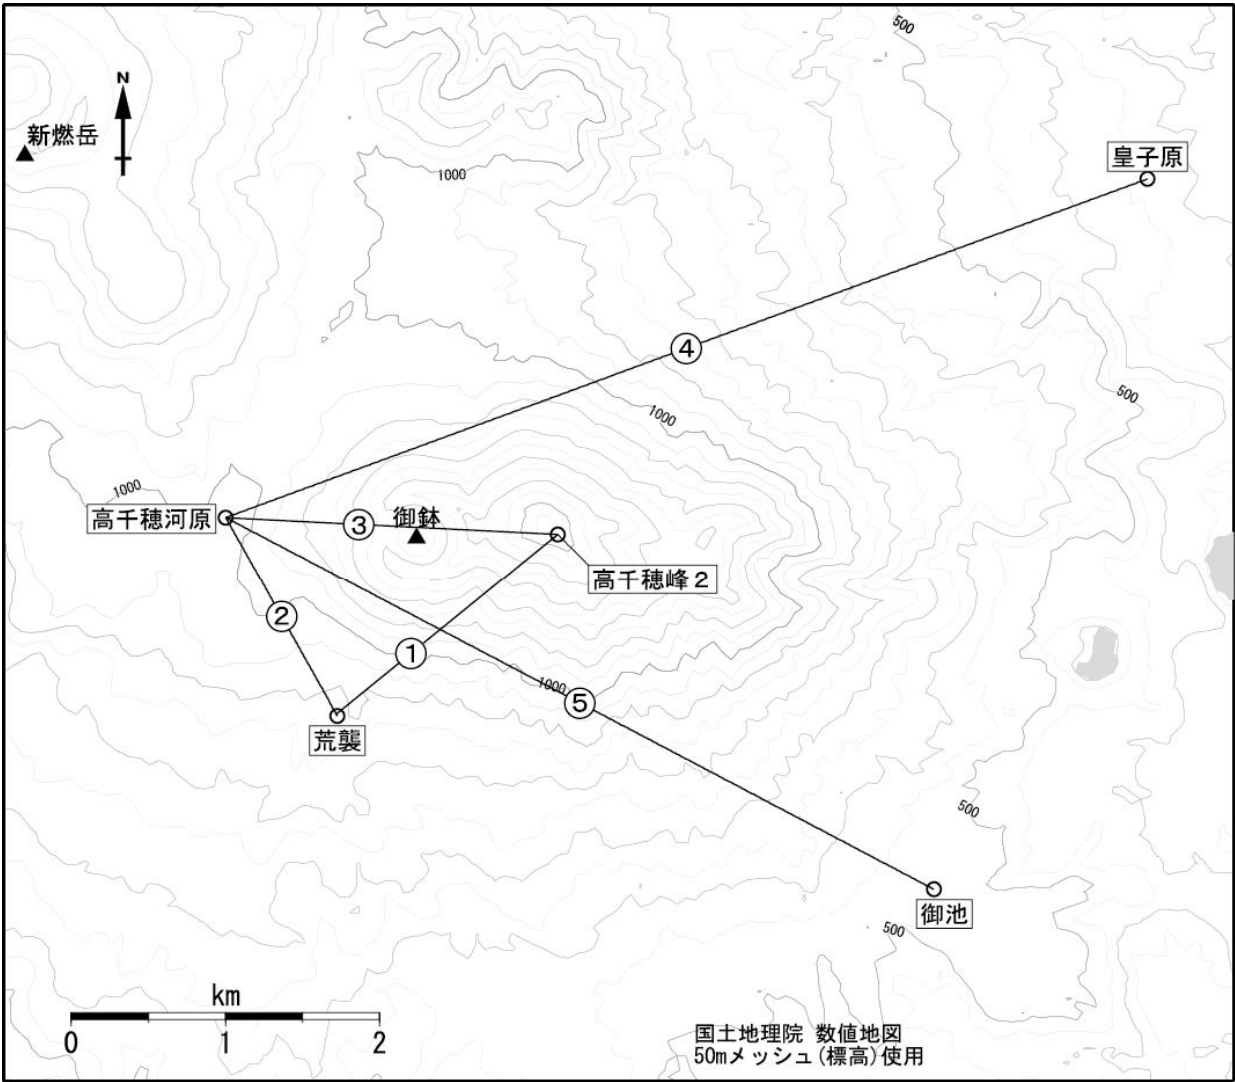 500
N
新燃岳
皇子原
1000
④
500
1000
1000
高千穂河原
③
御鉢
高千穂峰2
②
①
1000
⑤
荒襲
500
御池
500
km
0 1 2
国土地理院 数値地図
50mメッシュ(標高)使用